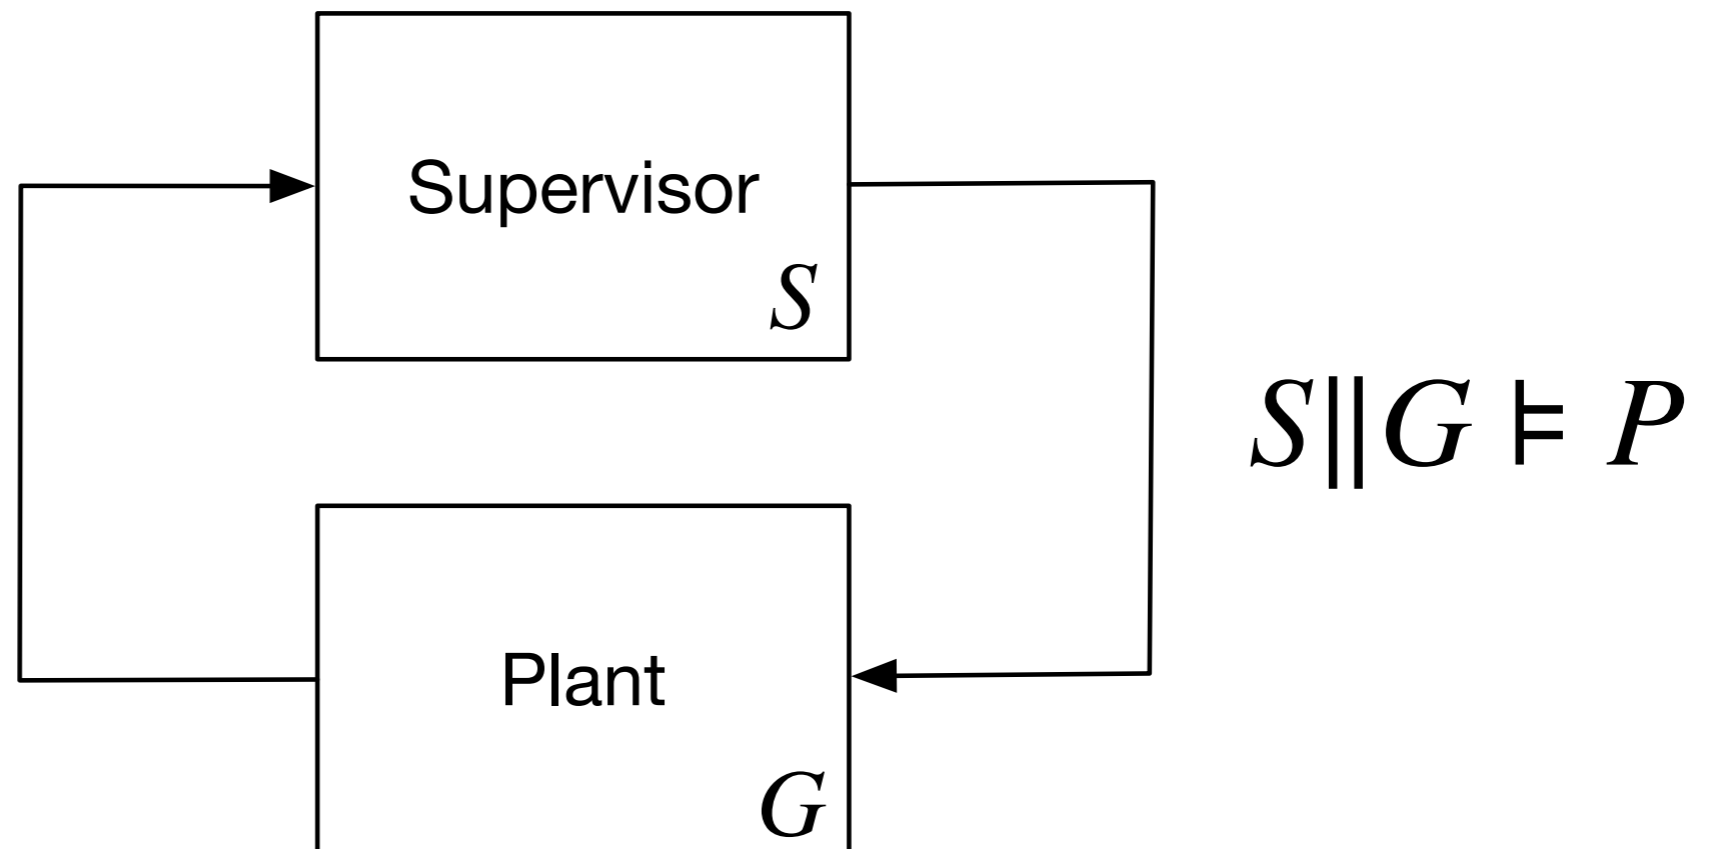 Supervisor
S
S||G ⊧ P
Plant
G